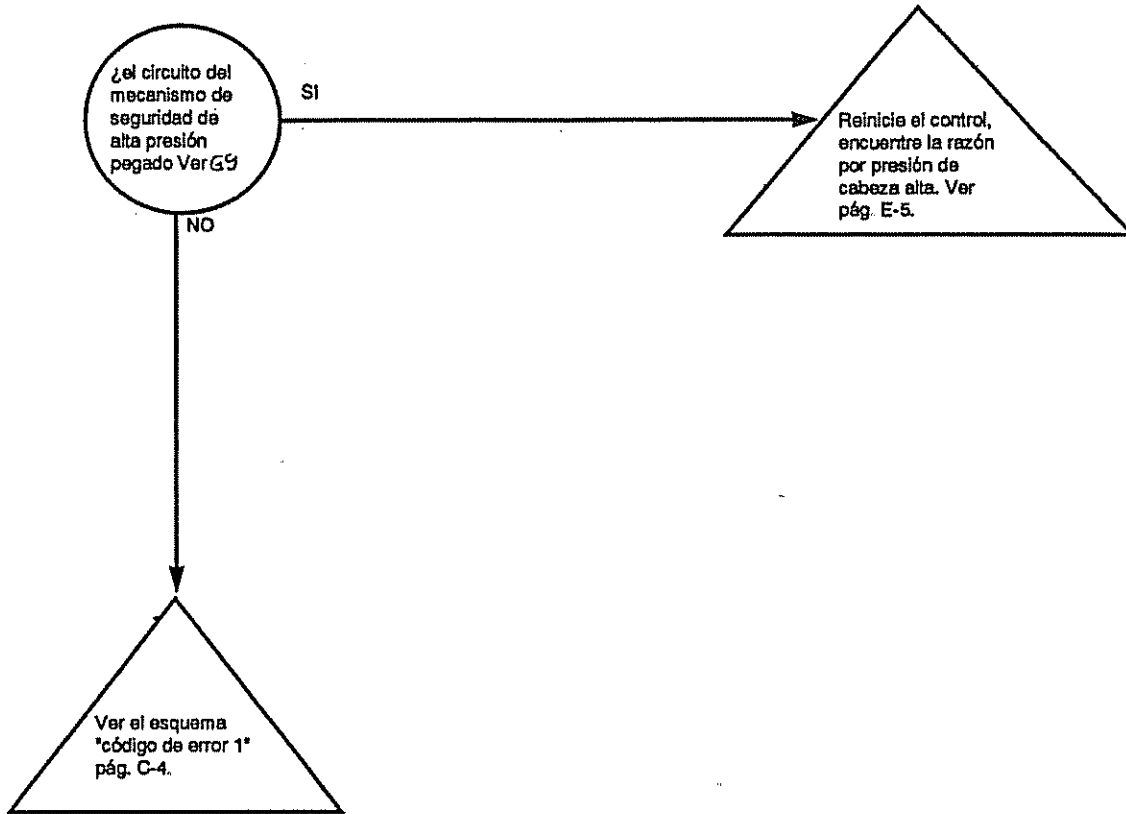 ¿el circuito del
mecanismo de
seguridad de
alta presión
pegado Ver G9
SI
Reinicie el control,
encuentre la razón
por presión de
cabeza alta. Ver
pág. E-5.
NO
Ver el esquema
"código de error 1"
pág. C-4.